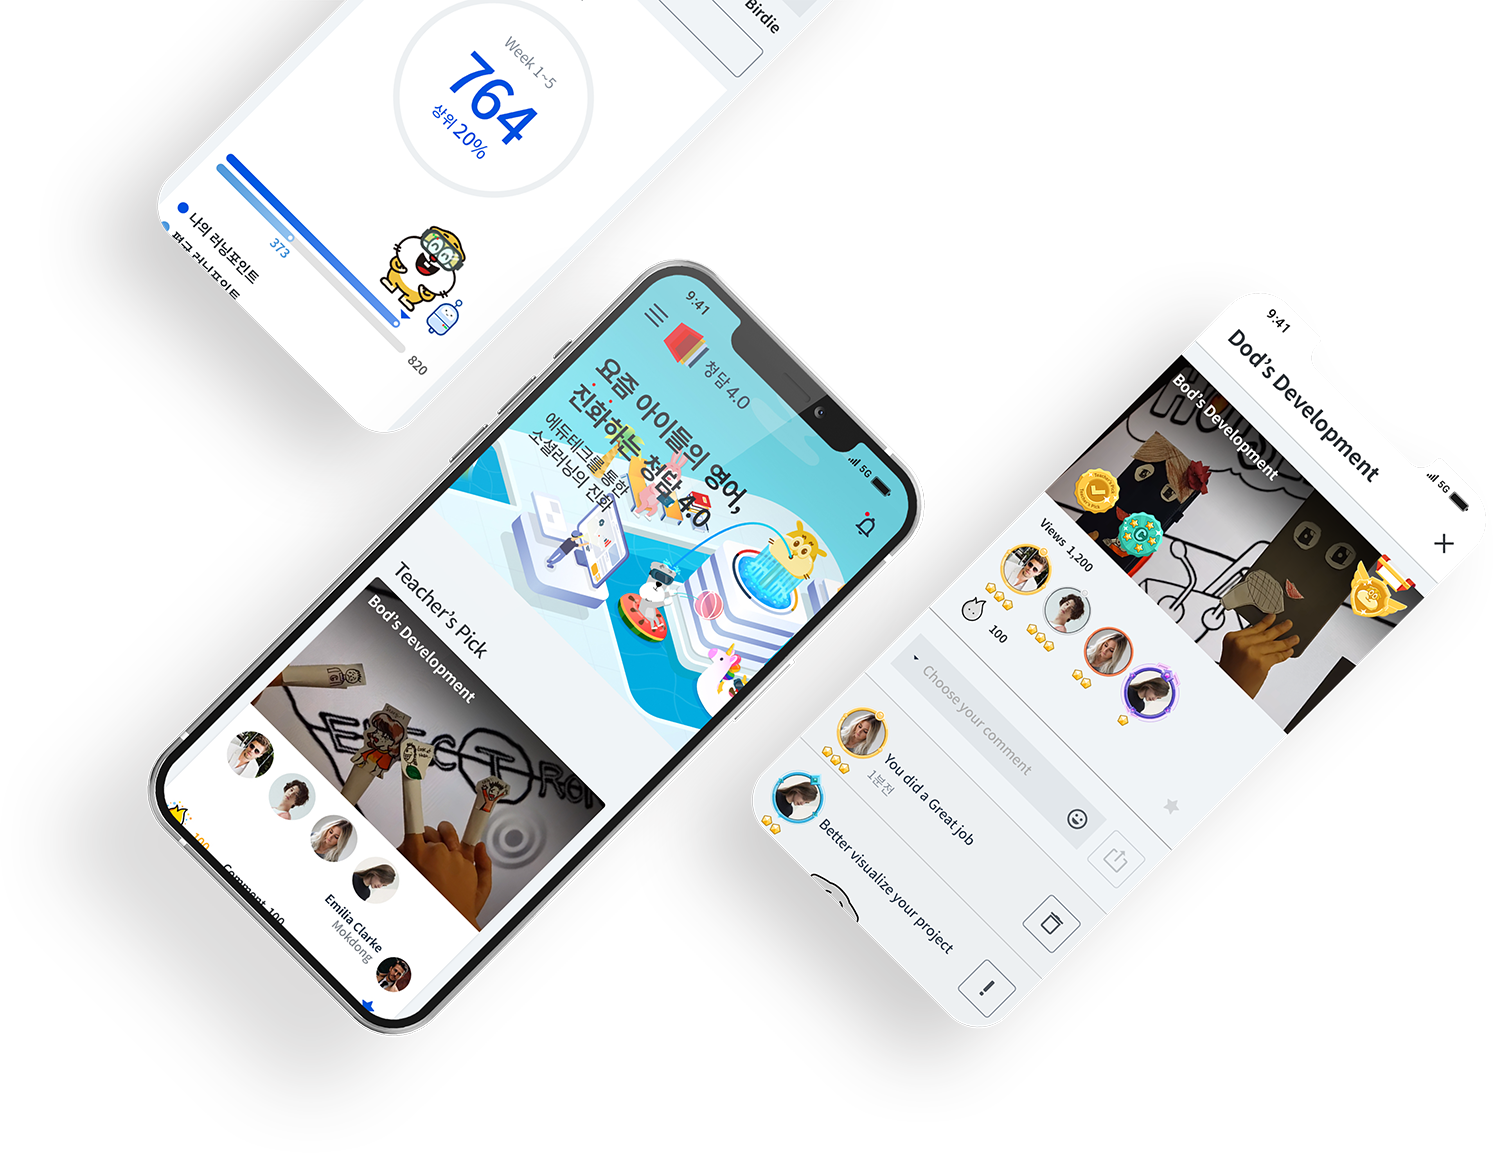 Birdie
Week 1~5
764
상위 20%
373
820
나의 러닝포인트
평균 러닝포인트
9:41
청담 4.0
5G
요즘 아이들의 영어,
진화하는 청담 4.0
에듀테크를 통한
소셜러닝의 진화
Teacher's Pick
Bod's Development
100
Comment 100
Emilia Clarke
Mokdong
9:41
5G
Dod's Development
Bod's Development
Views 1,200
100
Choose your comment
You did a Great job
1분전
Better visualize your project